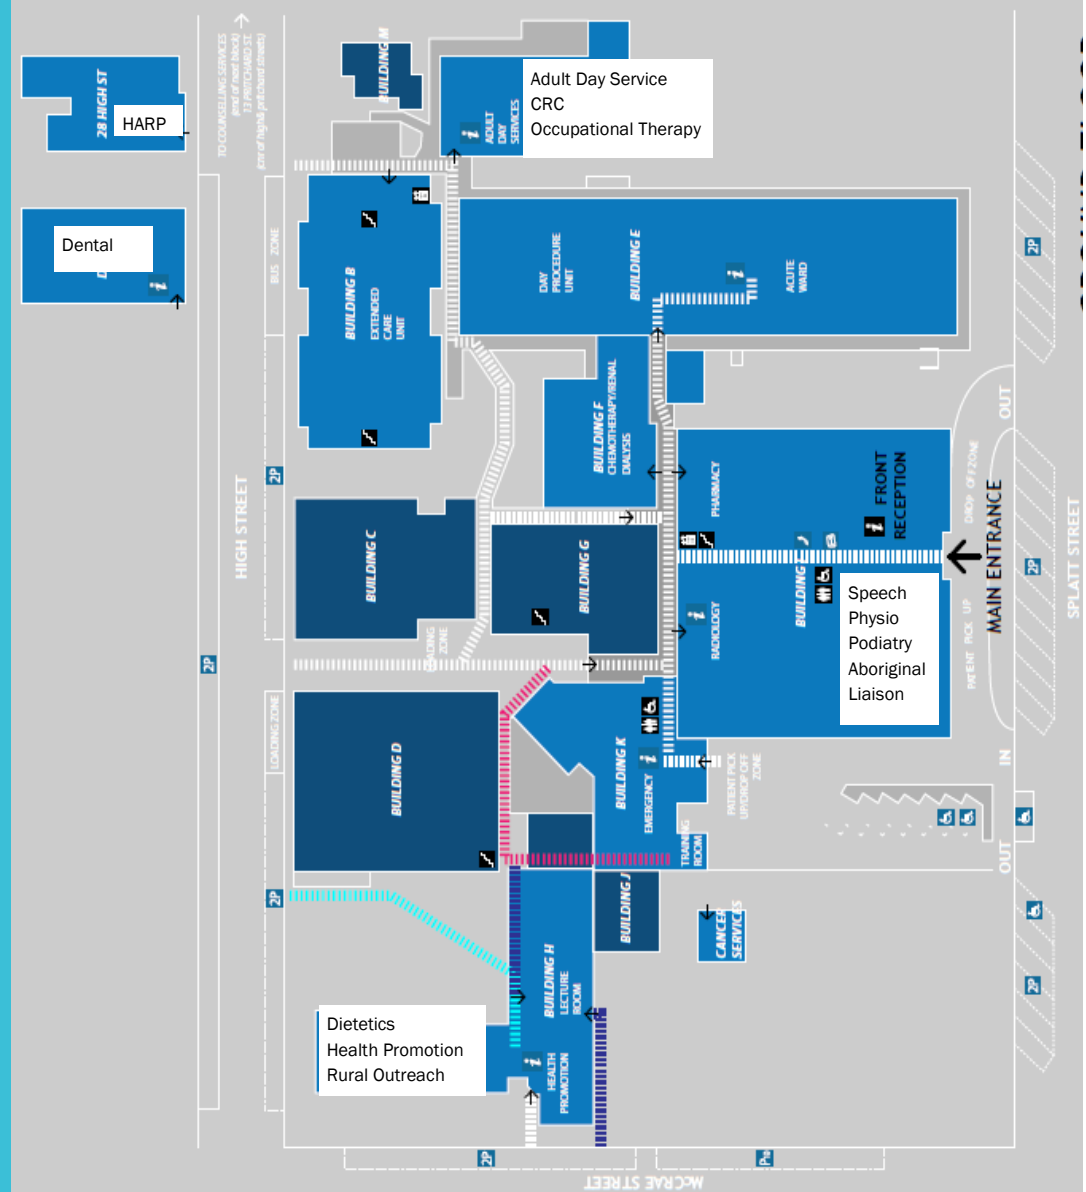 28 HIGH ST
HARP
TO COUNSELLING SERVICES
(end of next block)
13 PRITCHARD ST.
(cnr of high & pritchard streets)
Dental
BUILDING M
ADULT
DAY
SERVICES
Adult Day Service
CRC
Occupational Therapy
BUS ZONE
BUILDING B
EXTENDED
CARE
UNIT
DAY
PROCEDURE
UNIT
BUILDING E
ACUTE
WARD
2P
HIGH STREET
2P
2P
BUILDING F
CHEMOTHERAPY/RENAL
DIALYSIS
PHARMACY
FRONT
RECEPTION
OUT
DROP OFF ZONE
BUILDING C
BUILDING G
BUILDING
RADIOLOGY
Speech
Physio
Podiatry
Aboriginal
Liaison
MAIN ENTRANCE
PATIENT PICK UP
2P
SPLATT STREET
ZONE
LOADING ZONE
BUILDING D
BUILDING K
EMERGENCY
TRAINING
ROOM
PATIENT PICK
UP/DROP OFF
ZONE
IN
OUT
2P
BUILDING J
CANCER
SERVICES
BUILDING H
LECTURE
ROOM
HEALTH
PROMOTION
Dietetics
Health Promotion
Rural Outreach
2P
2P
P10
McCRAE STREET